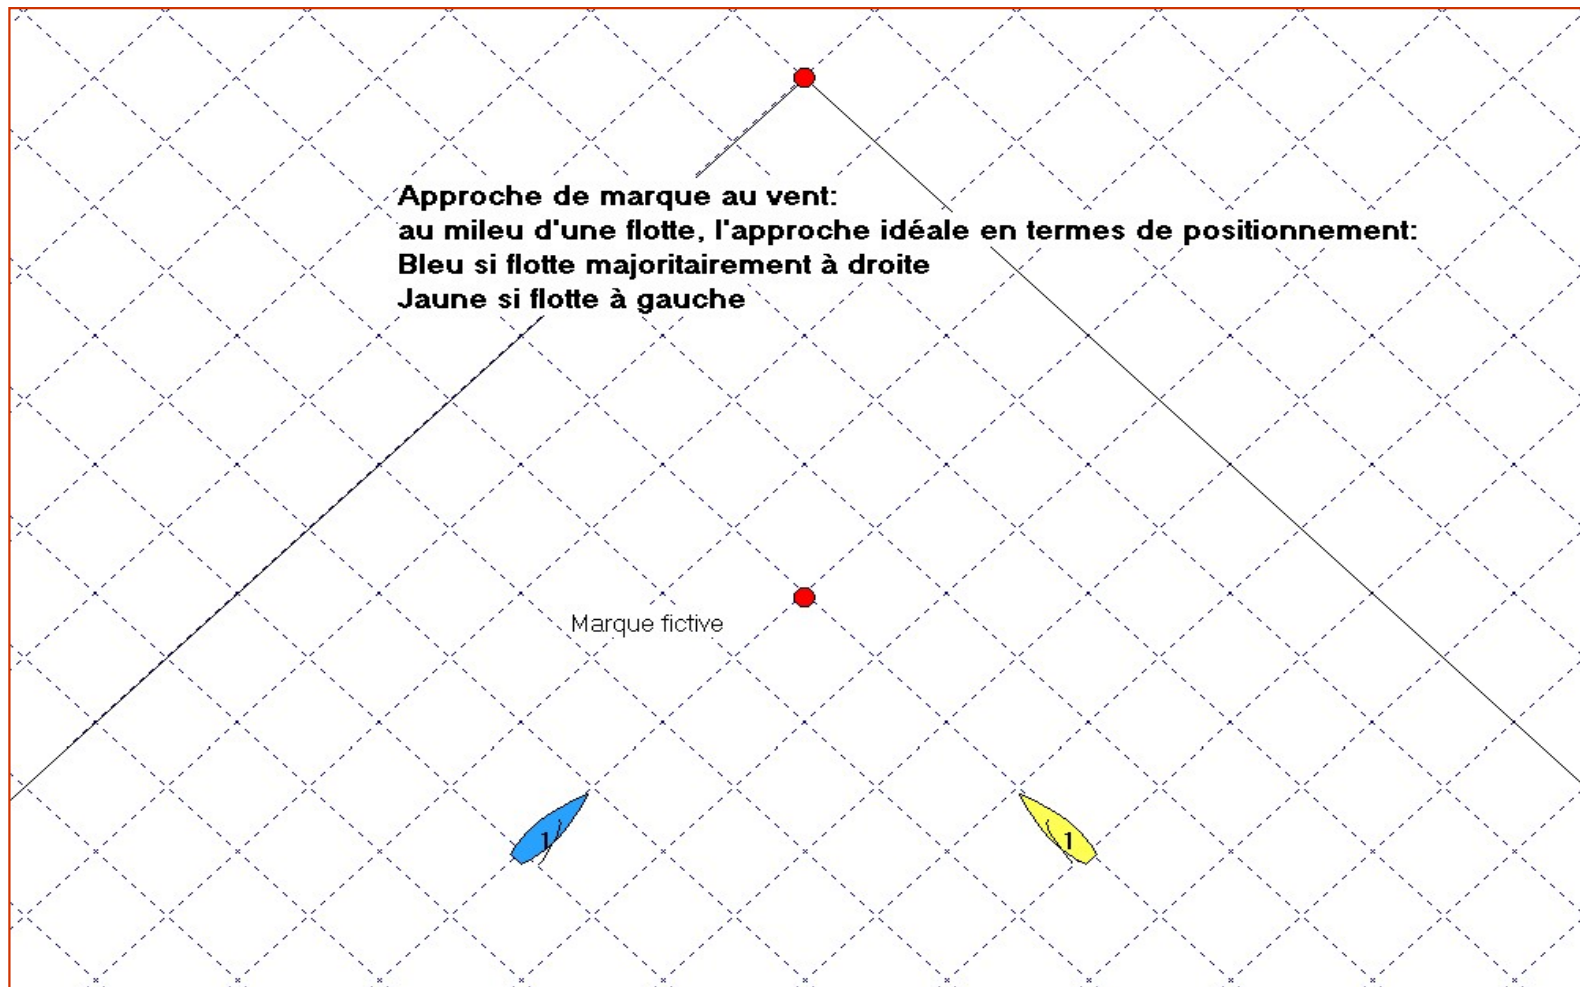 Approche de marque au vent:
au mileu d'une flotte, l'approche idéale en termes de positionnement:
Bleu si flotte majoritairement à droite
Jaune si flotte à gauche
Marque fictive
1
1